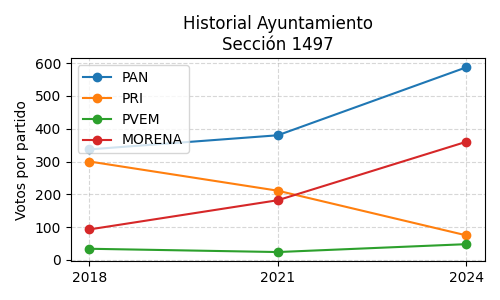 Historial Ayuntamiento
Sección 1497
Votos por partido
600
500
400
300
200
100
0
PAN
PRI
PVEM
MORENA
2018
2021
2024